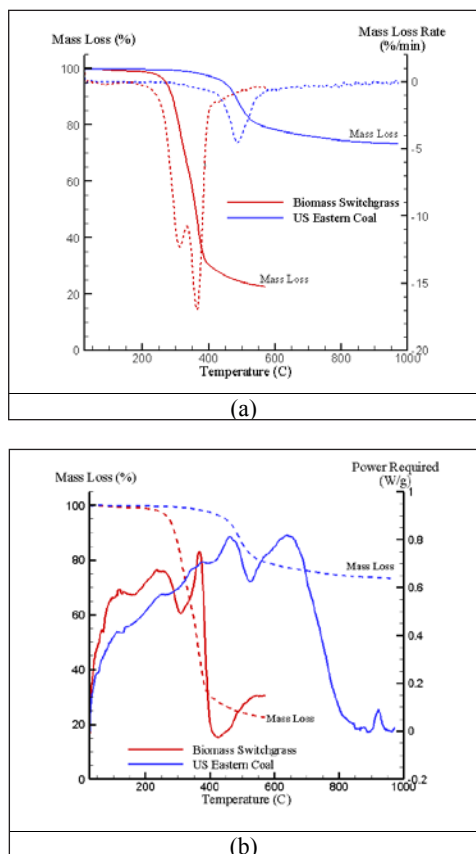 Mass Loss (%)
Mass Loss Rate
(%/min)
100
80
60
40
20
0
0
-5
-10
-15
-20
Mass Loss
Biomass Switchgrass
US Eastern Coal
Mass Loss
200 400 600 800 1000
Temperature (C)
(a)
Mass Loss (%)
Power Required
(W/g)
100
80
60
40
20
0
1
0.8
0.6
0.4
0.2
0
-0.2
Mass Loss
Mass Loss
Biomass Switchgrass
US Eastern Coal
200 400 600 800 1000
Temperature (C)
(b)